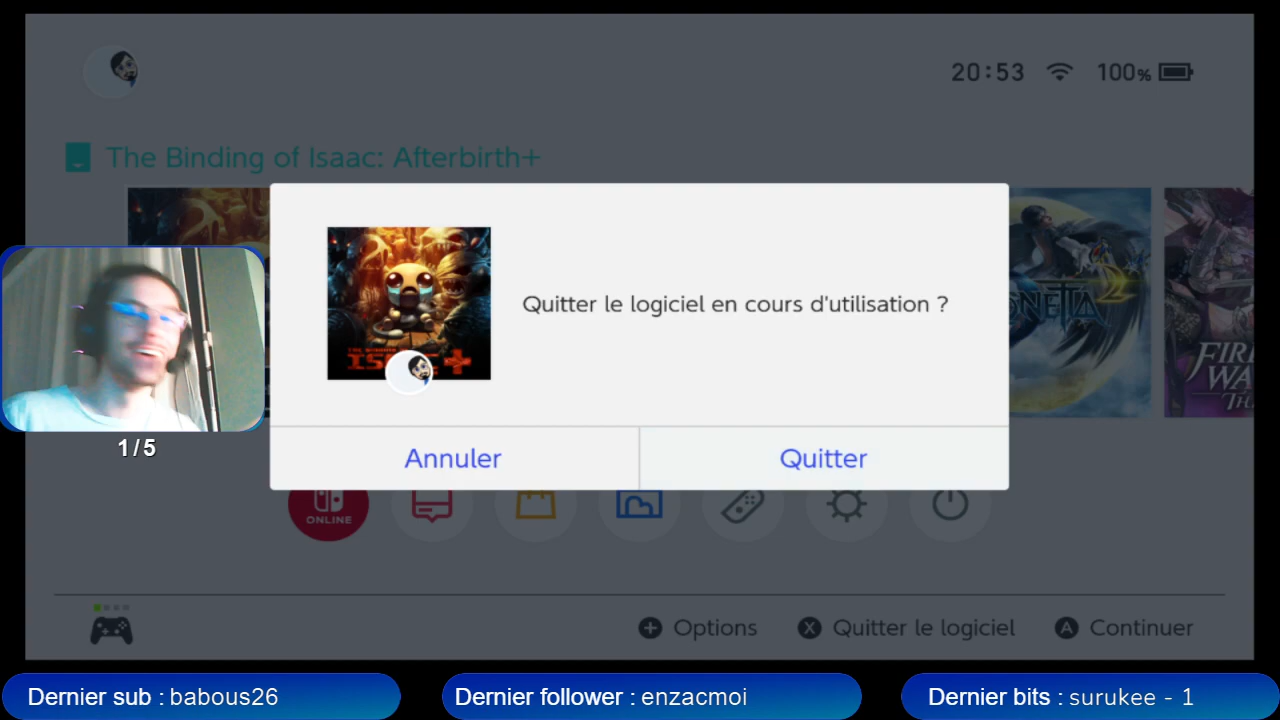 20:53 100%
The Binding of Isaac: Afterbirth+
Quitter le logiciel en cours d'utilisation ?
Annuler Quitter
1/5
ONLINE
Options Quitter le logiciel Continuer
Dernier sub : babous26
Dernier follower : enzacmoi
Dernier bits : surukee - 1